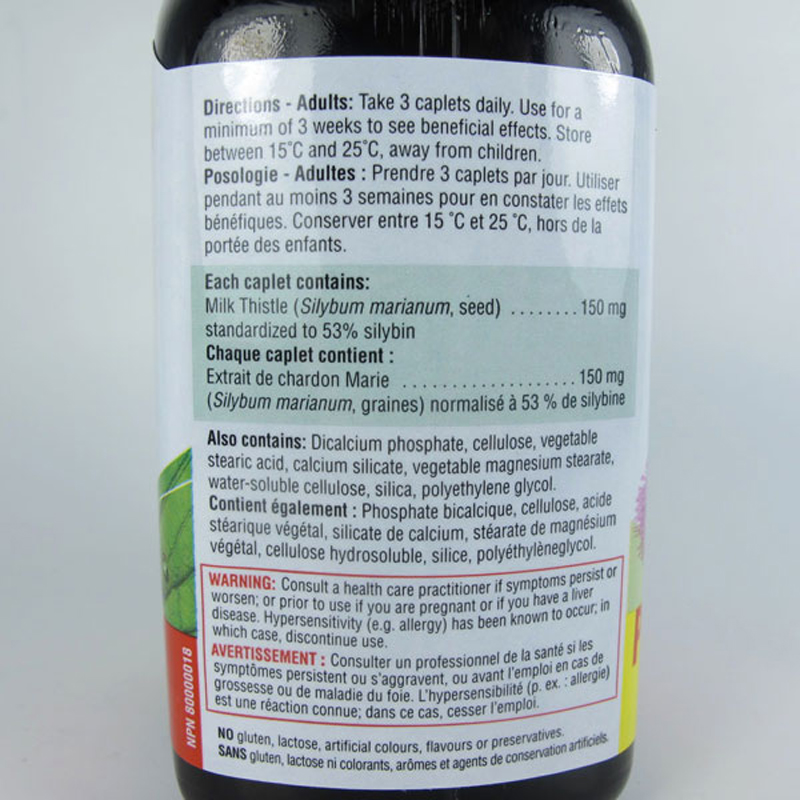 Directions - Adults: Take 3 caplets daily. Use for a
minimum of 3 weeks to see beneficial effects. Store
between 15˚C and 25˚C, away from children.
Posologie - Adultes : Prendre 3 caplets par jour. Utiliser
pendant au moins 3 semaines pour en constater les effets
bénéfiques. Conserver entre 15 ˚C et 25 ˚C, hors de la
portée des enfants.
Each caplet contains:
Milk Thistle (Silybum marianum, seed) ........ 150 mg
standardized to 53% silybin
Chaque caplet contient :
Extrait de chardon Marie .................... 150 mg
(Silybum marianum, graines) normalisé à 53 % de silybine
Also contains: Dicalcium phosphate, cellulose, vegetable
stearic acid, calcium silicate, vegetable magnesium stearate,
water-soluble cellulose, silica, polyethylene glycol.
Contient également : Phosphate bicalcique, cellulose, acide
stéarique végétal, silicate de calcium, stéarate de magnésium
végétal, cellulose hydrosoluble, silice, polyéthylèneglycol.
WARNING: Consult a health care practitioner if symptoms persist or
worsen; or prior to use if you are pregnant or if you have a liver
disease. Hypersensitivity (e.g. allergy) has been known to occur; in
which case, discontinue use.
AVERTISSEMENT : Consulter un professionnel de la santé si les
symptômes persistent ou s'aggravent, ou avant l'emploi en cas de
grossesse ou de maladie du foie. L'hypersensibilité (p. ex. : allergie)
est une réaction connue; dans ce cas, cesser l'emploi.
NO gluten, lactose, artificial colours, flavours or preservatives.
SANS gluten, lactose ni colorants, arômes et agents de conservation artificiels.
NPN 80000018